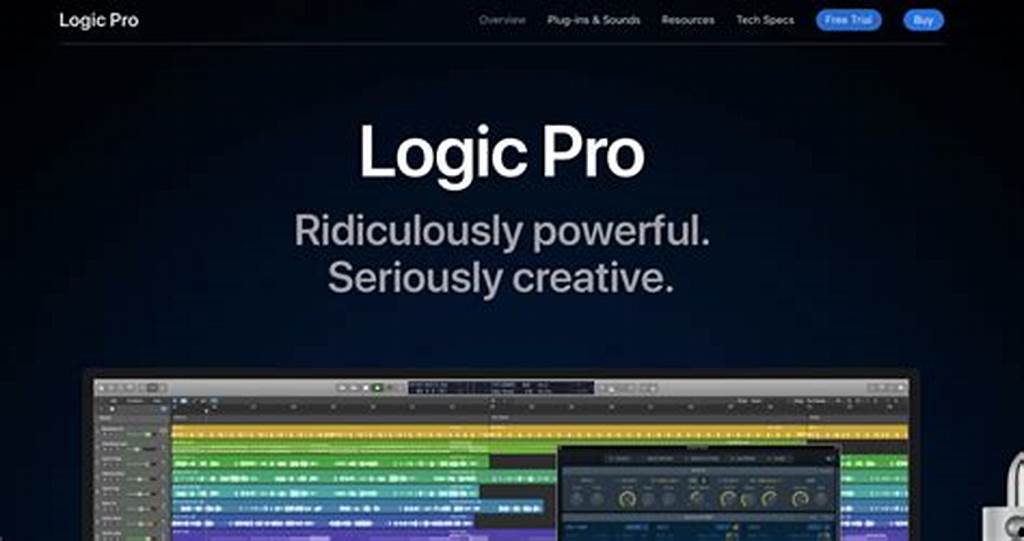 Logic Pro
Overview Plug-ins & Sounds Resources Tech Specs Free Trial Buy
Logic Pro
Ridiculously powerful.
Seriously creative.